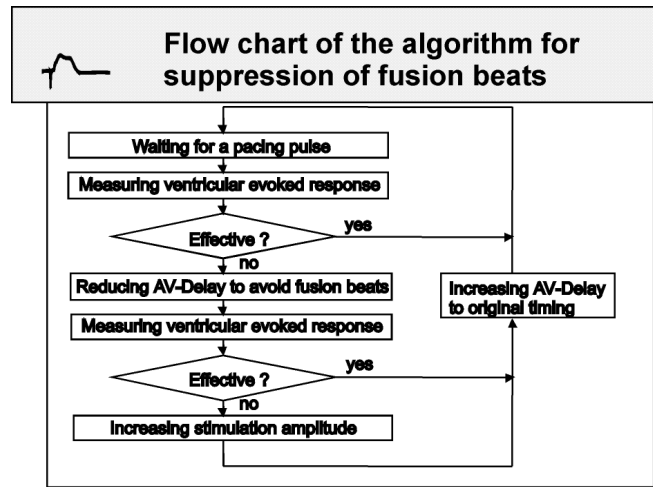 Flow chart of the algorithm for
suppression of fusion beats
Waiting for a pacing pulse
Measuring ventricular evoked response
Effective ?
yes
no
Reducing AV-Delay to avoid fusion beats
Measuring ventricular evoked response
Effective ?
yes
no
Increasing stimulation amplitude
Increasing AV-Delay
to original timing